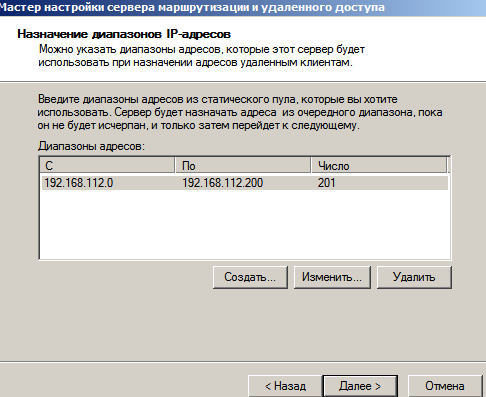 Мастер настройки сервера маршрутизации и удаленного доступа
Назначение диапазонов IP-адресов
Можно указать диапазоны адресов, которые этот сервер будет
использовать при назначении адресов удаленным клиентам.
Введите диапазоны адресов из статического пула, которые вы хотите
использовать. Сервер будет назначать адреса из очередного диапазона, пока
он не будет исчерпан, и только затем перейдет к следующему.
Диапазоны адресов:
С По Число
192.168.112.0 192.168.112.200 201
Создать... Изменить... Удалить
< Назад Далее > Отмена